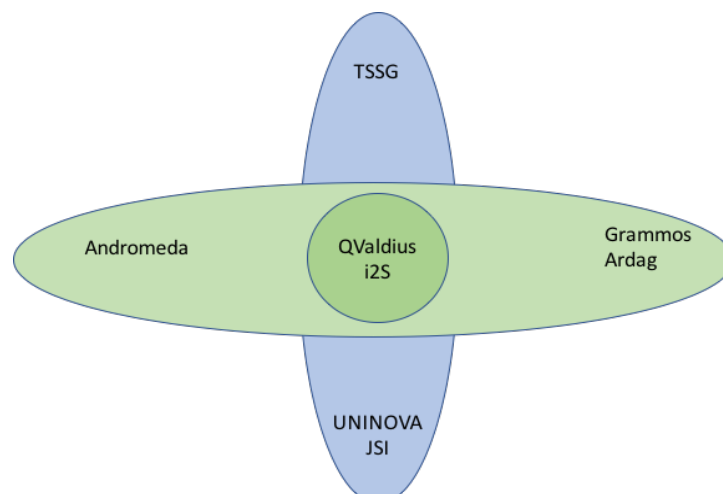 TSSG
Andromeda
QValdius
i2S
Grammos
Ardag
UNINOVA
JSI